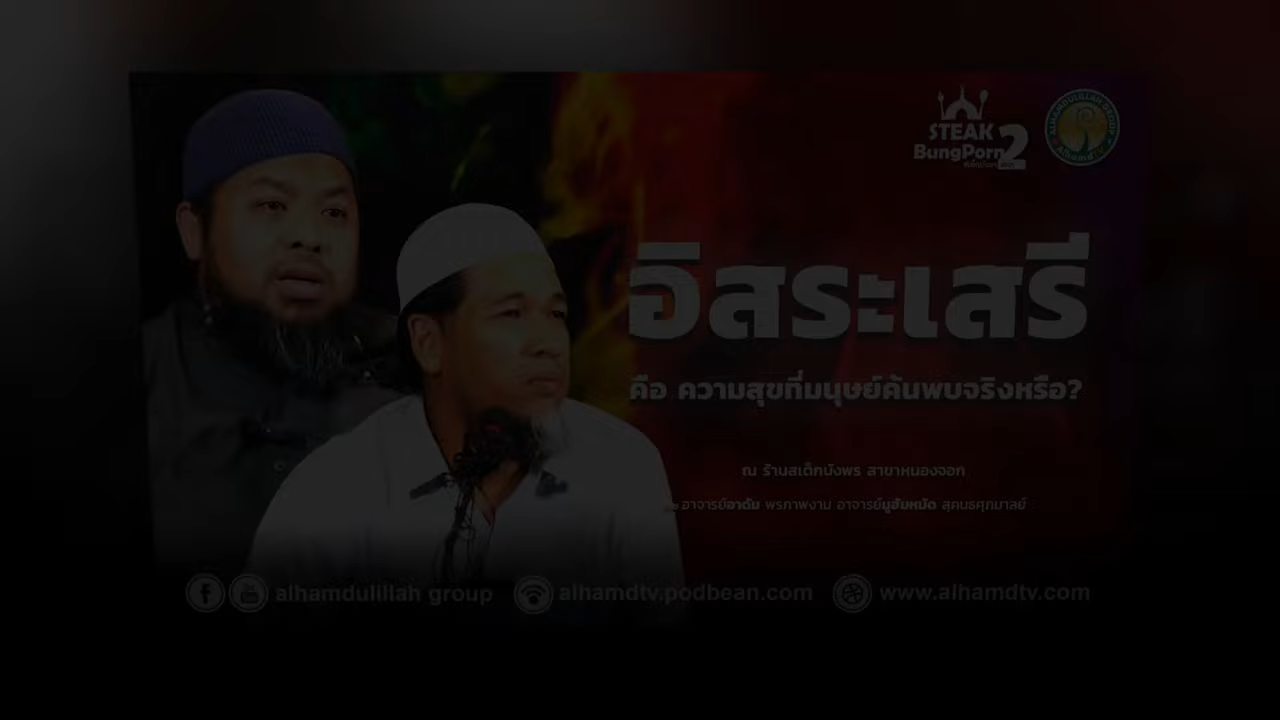 STEAK
BungPorn2
ALHAMDULILLAH GROUP
อิสระเสรี
คือ ความสุขที่มนุษย์ค้นพบจริงหรือ?
ณ ร้านสเต็กบังพร สาขาหนองจอก
อาจารย์อาดัม พรภาพงาม อาจารย์มูฮัมหมัด สุคนธศุภมาลย์
alhamdulillah group alhamdtv.podbean.com www.alhamdtv.com